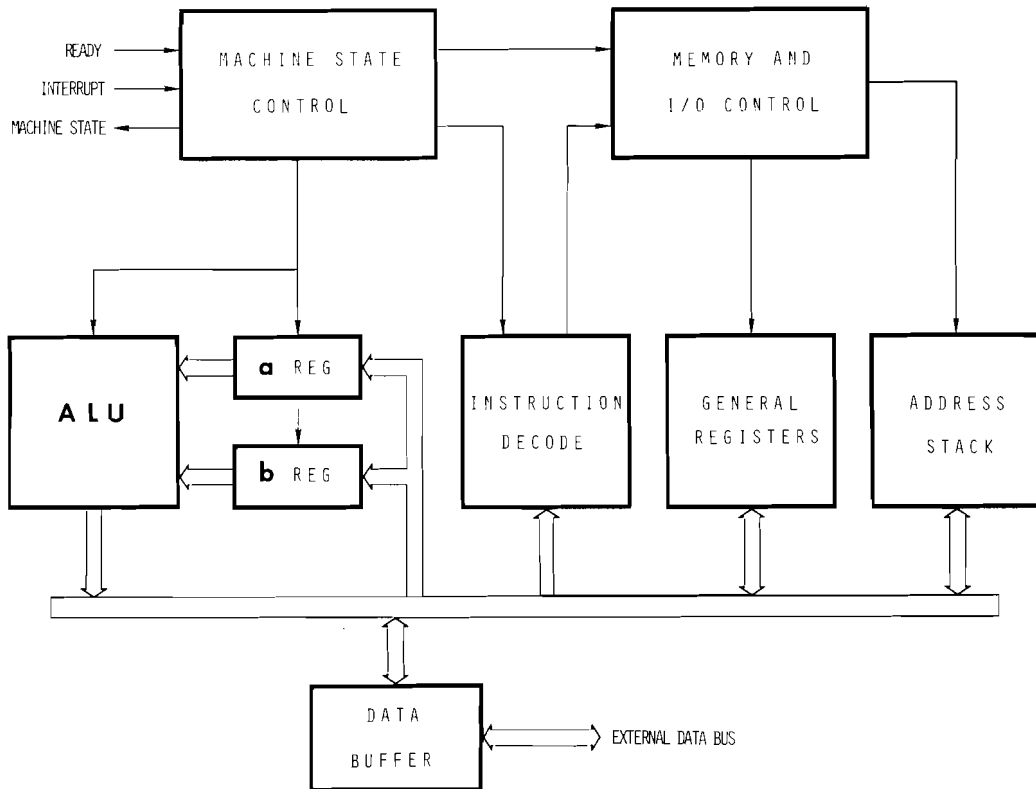 READY
INTERRUPT
MACHINE STATE
MACHINE STATE
CONTROL
MEMORY AND
I/O CONTROL
ALU
a REG
b REG
INSTRUCTION
DECODE
GENERAL
REGISTERS
ADDRESS
STACK
DATA
BUFFER
EXTERNAL DATA BUS